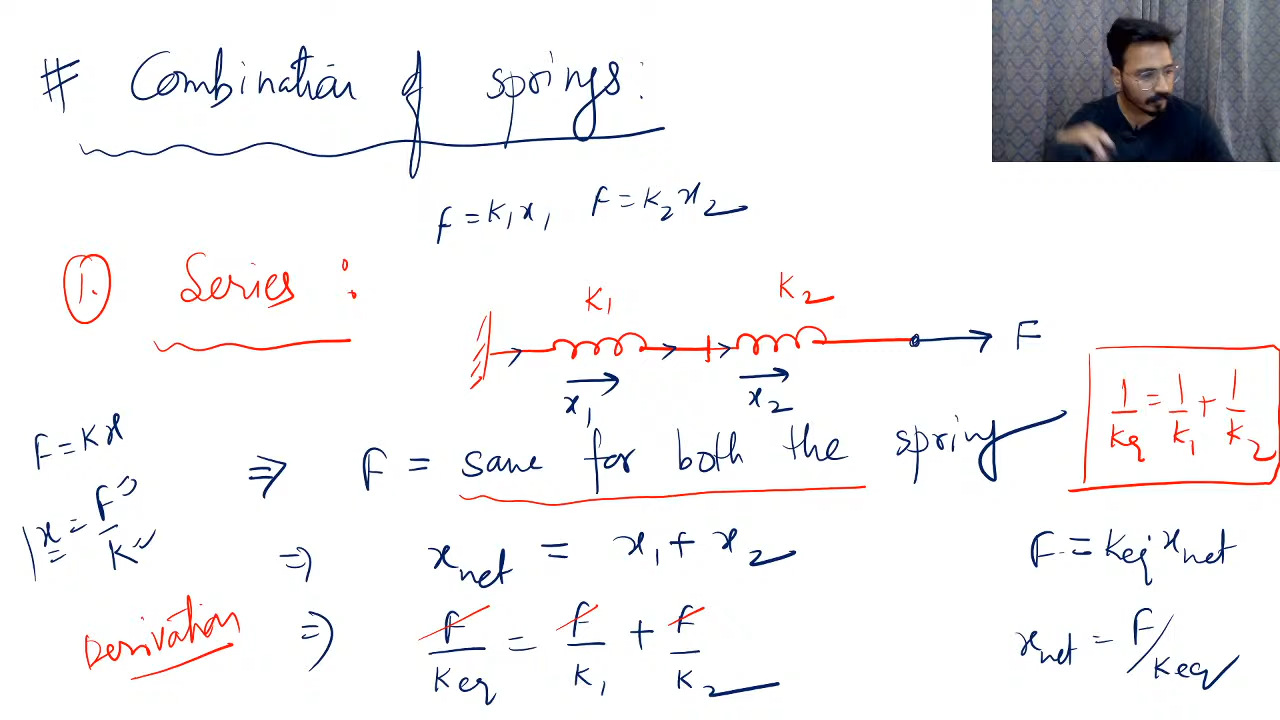 # Combination of springs:
F = K₁x₁ F = K₂x₂
1. Series :
K₁ K₂
F
x₁ x₂
1/Keq = 1/K₁ + 1/K₂
F = Kx
⇒ F = same for both the spring
x = F/K
⇒ xnet = x₁ + x₂
F = Keq xnet
Derivation ⇒ F/Keq = F/K₁ + F/K₂
xnet = F/Keq